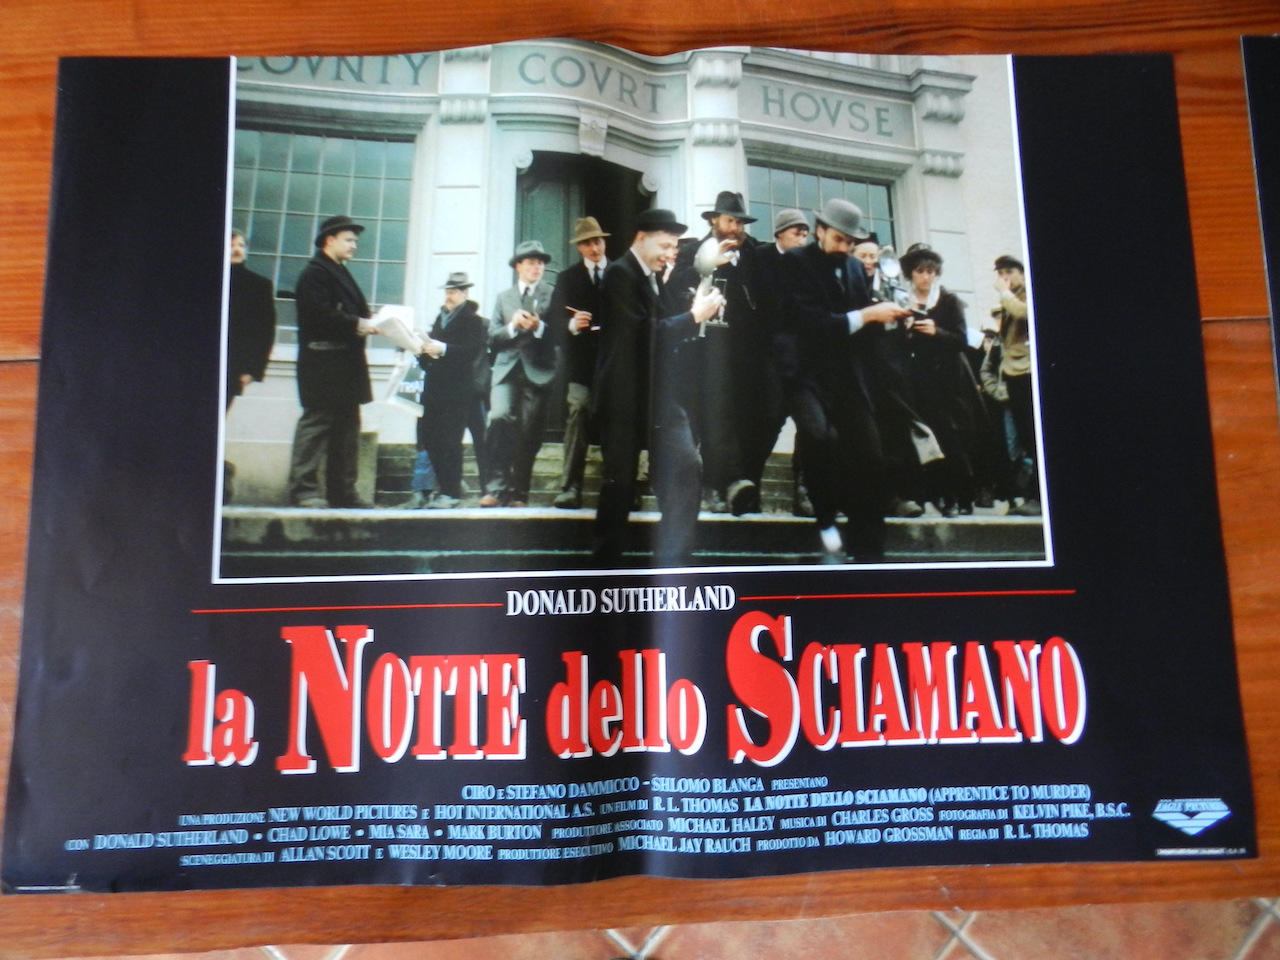 COVNTY COVRT HOVSE
DONALD SUTHERLAND
la NOTTE dello SCIAMANO
CIRO E STEFANO DAMMICCO - SHLOMO BLANGA PRESENTANO
UNA PRODUZIONE NEW WORLD PICTURES E HOT INTERNATIONAL A.S. UN FILM DI R. L. THOMAS LA NOTTE DELLO SCIAMANO (APPRENTICE TO MURDER)
CON DONALD SUTHERLAND - CHAD LOWE - MIA SARA - MARK BURTON PRODUTTORE ASSOCIATO MICHAEL HALEY MUSICA DI CHARLES GROSS FOTOGRAFIA DI KELVIN PIKE, B.S.C.
SCENEGGIATURA DI ALLAN SCOTT E WESLEY MOORE PRODUTTORE ESECUTIVO MICHAEL JAY RAUCH PRODOTTO DA HOWARD GROSSMAN REGIA DI R. L. THOMAS
EAGLE PICTURES